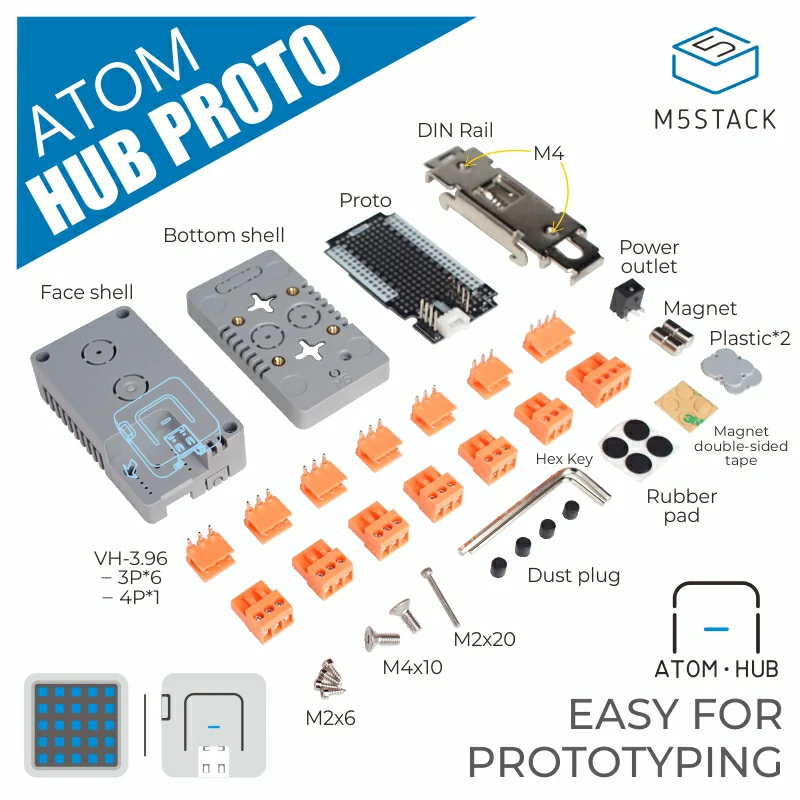 ATOM
HUB PROTO
M5STACK
DIN Rail
M4
Proto
Bottom shell
Power
outlet
Face shell
Magnet
Plastic*2
Magnet
double-sided
tape
Hex Key
Rubber
pad
VH-3.96
– 3P*6
– 4P*1
Dust plug
M2x20
M4x10
M2x6
ATOM·HUB
EASY FOR
PROTOTYPING